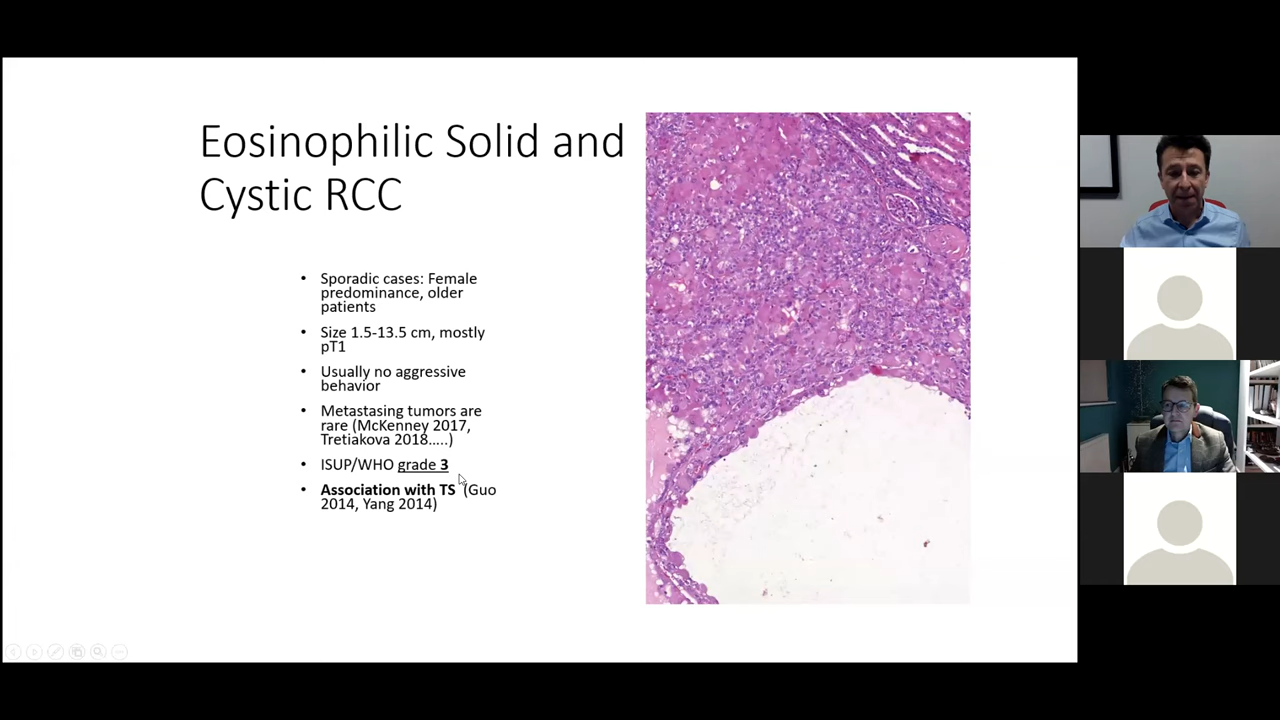 Eosinophilic Solid and
Cystic RCC
• Sporadic cases: Female
predominance, older
patients
• Size 1.5-13.5 cm, mostly
pT1
• Usually no aggressive
behavior
• Metastasing tumors are
rare (McKenney 2017,
Tretiakova 2018.....)
• ISUP/WHO grade 3
• Association with TS (Guo
2014, Yang 2014)